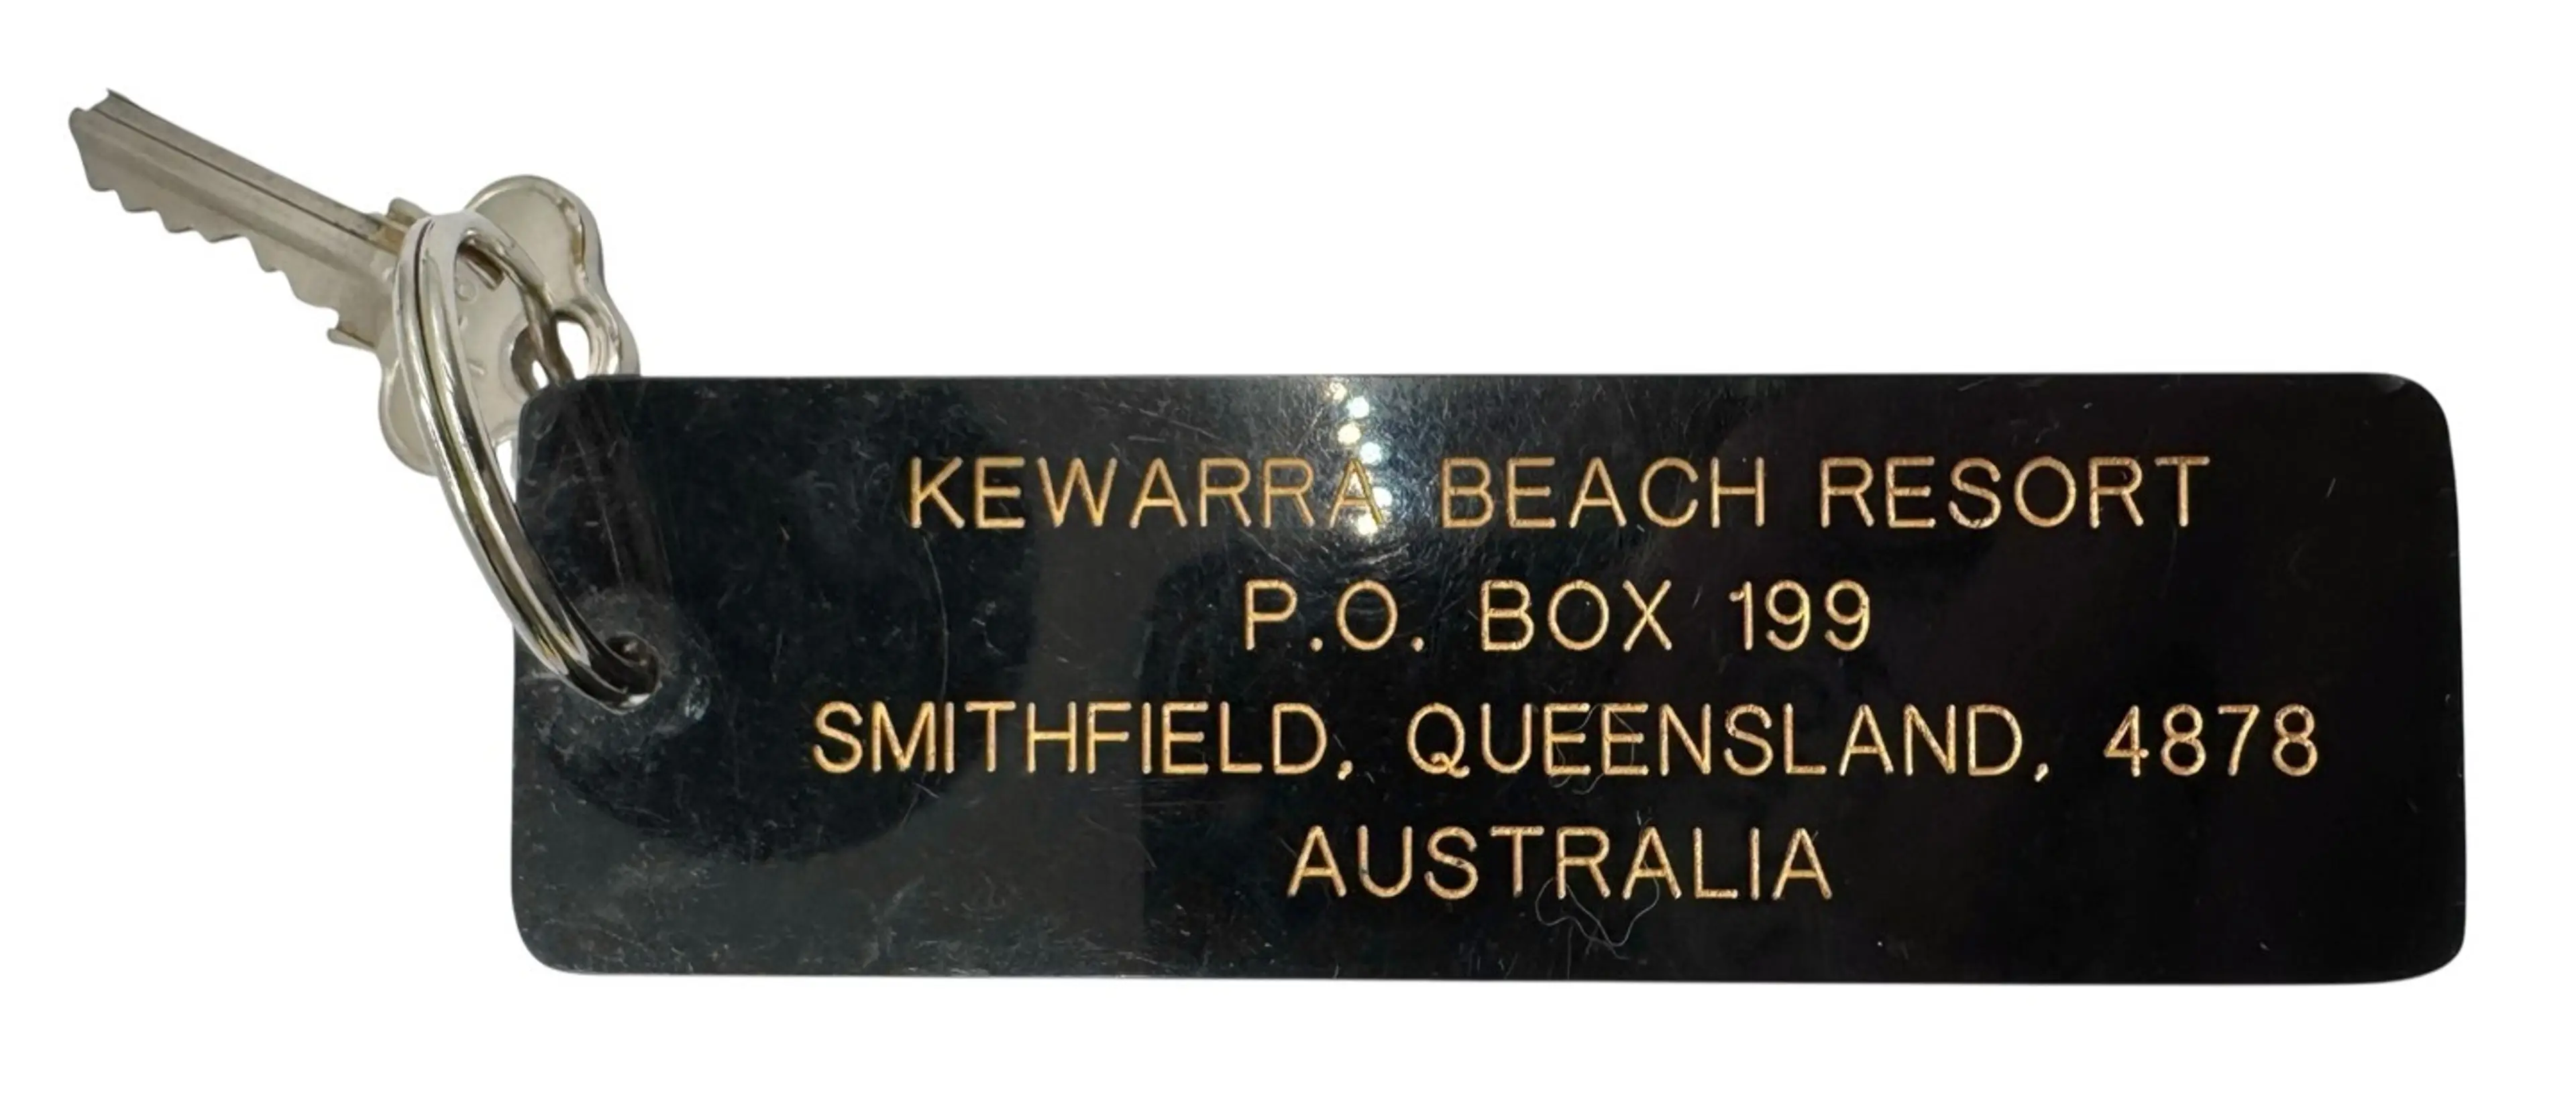 KEWARRA BEACH RESORT
P.O. BOX 199
SMITHFIELD, QUEENSLAND, 4878
AUSTRALIA